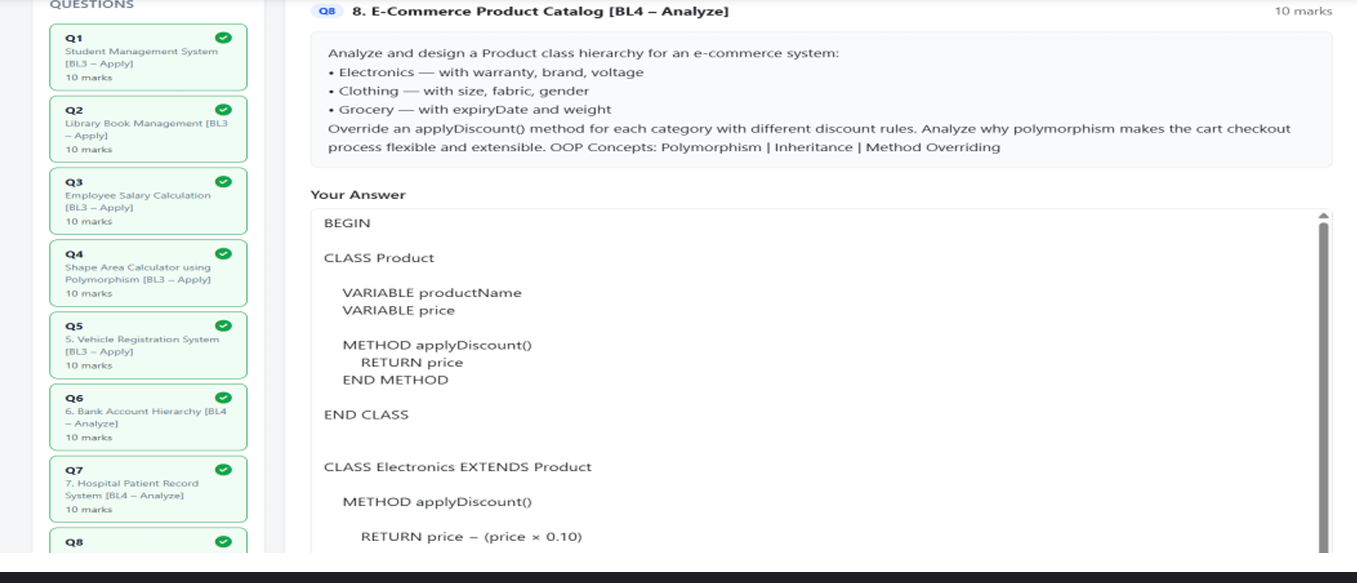 QUESTIONS
Q1
Student Management System
[BL3 – Apply]
10 marks
Q2
Library Book Management [BL3
– Apply]
10 marks
Q3
Employee Salary Calculation
[BL3 – Apply]
10 marks
Q4
Shape Area Calculator using
Polymorphism [BL3 – Apply]
10 marks
Q5
5. Vehicle Registration System
[BL3 – Apply]
10 marks
Q6
6. Bank Account Hierarchy [BL4
– Analyze]
10 marks
Q7
7. Hospital Patient Record
System [BL4 – Analyze]
10 marks
Q8
Q8 8. E-Commerce Product Catalog [BL4 – Analyze] 10 marks
Analyze and design a Product class hierarchy for an e-commerce system:
• Electronics — with warranty, brand, voltage
• Clothing — with size, fabric, gender
• Grocery — with expiryDate and weight
Override an applyDiscount() method for each category with different discount rules. Analyze why polymorphism makes the cart checkout
process flexible and extensible. OOP Concepts: Polymorphism | Inheritance | Method Overriding
Your Answer
BEGIN
CLASS Product
VARIABLE productName
VARIABLE price
METHOD applyDiscount()
RETURN price
END METHOD
END CLASS
CLASS Electronics EXTENDS Product
METHOD applyDiscount()
RETURN price – (price × 0.10)